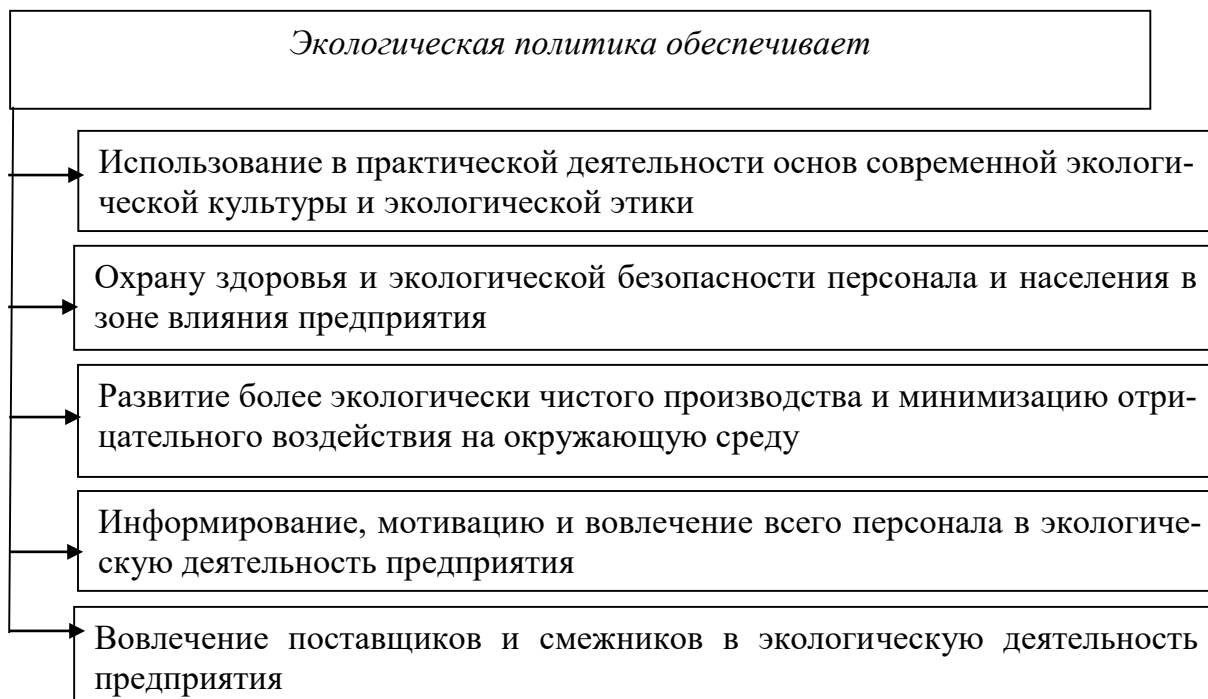 Экологическая политика обеспечивает
Использование в практической деятельности основ современной экологи-
ческой культуры и экологической этики
Охрану здоровья и экологической безопасности персонала и населения в
зоне влияния предприятия
Развитие более экологически чистого производства и минимизацию отри-
цательного воздействия на окружающую среду
Информирование, мотивацию и вовлечение всего персонала в экологиче-
скую деятельность предприятия
Вовлечение поставщиков и смежников в экологическую деятельность
предприятия